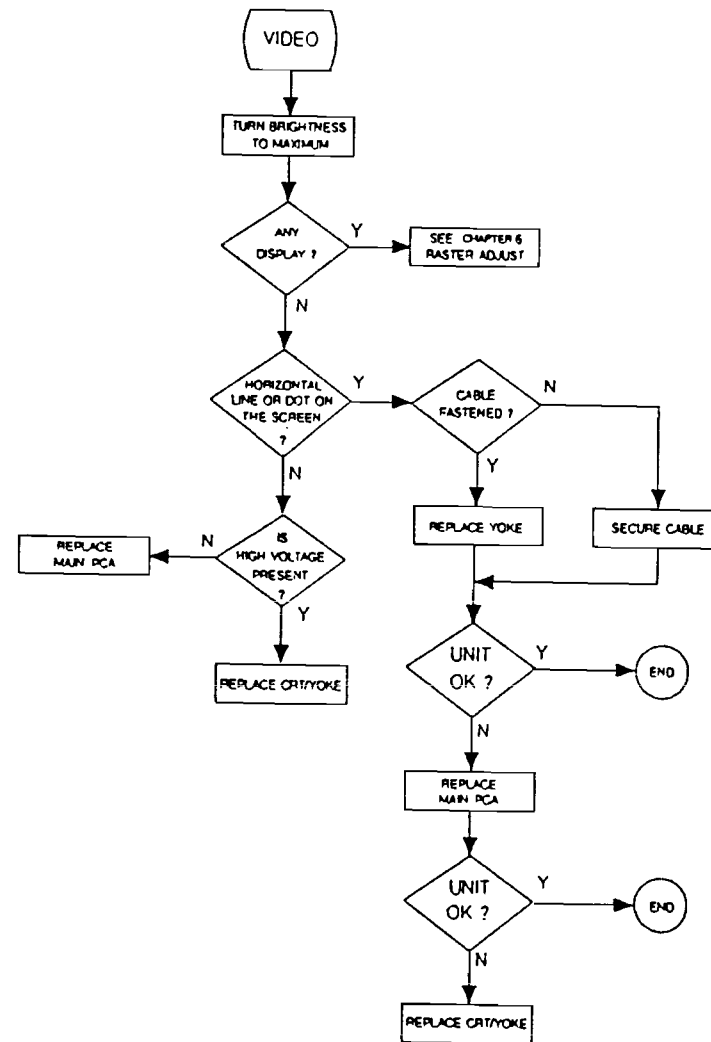 VIDEO
TURN BRIGHTNESS
TO MAXIMUM
ANY
DISPLAY ?
Y
SEE CHAPTER 6
RASTER ADJUST
N
HORIZONTAL
LINE OR DOT ON
THE SCREEN
?
Y
CABLE
FASTENED ?
N
N
Y
REPLACE YOKE
SECURE CABLE
IS
HIGH VOLTAGE
PRESENT
?
N
REPLACE
MAIN PCA
Y
REPLACE CRT/YOKE
UNIT
OK ?
Y
END
N
REPLACE
MAIN PCA
UNIT
OK ?
Y
END
N
REPLACE CRT/YOKE